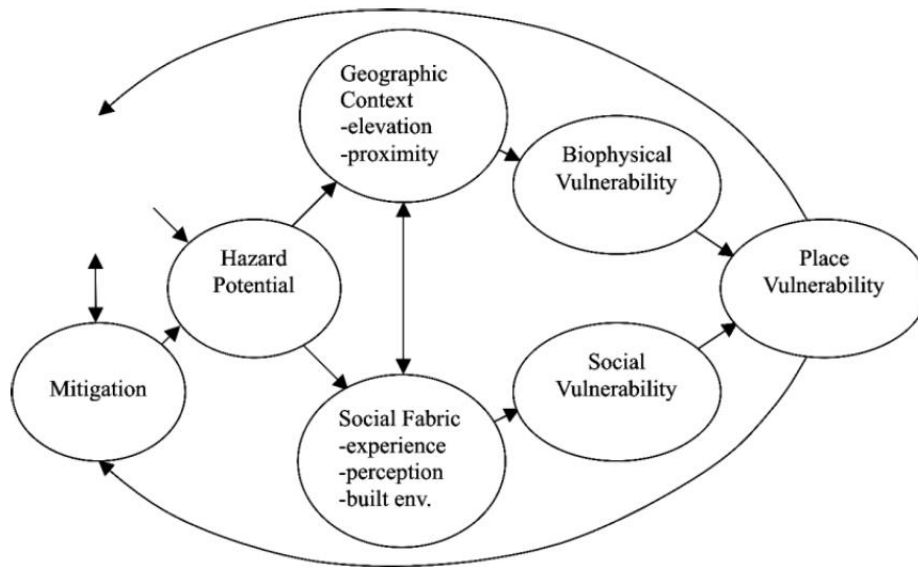 Geographic
Context
-elevation
-proximity
Biophysical
Vulnerability
Hazard
Potential
Place
Vulnerability
Mitigation
Social Fabric
-experience
-perception
-built env.
Social
Vulnerability